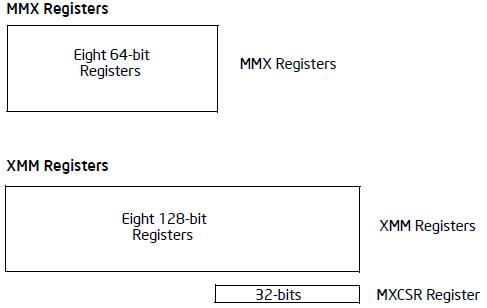 MMX Registers
Eight 64-bit
Registers
MMX Registers
XMM Registers
Eight 128-bit
Registers
XMM Registers
32-bits
MXCSR Register